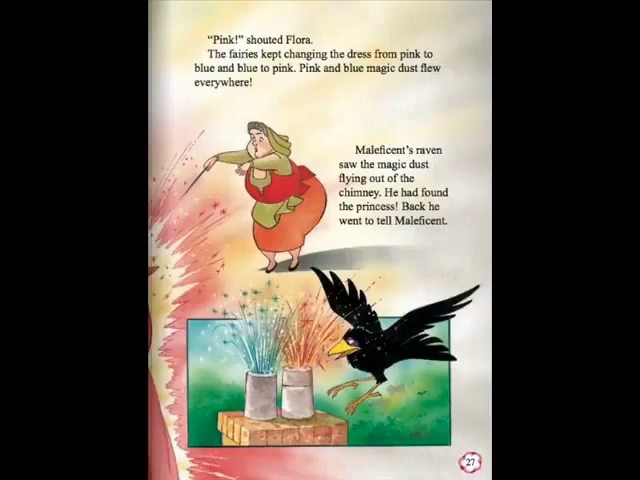 “Pink!” shouted Flora.
The fairies kept changing the dress from pink to
blue and blue to pink. Pink and blue magic dust flew
everywhere!
Maleficent’s raven
saw the magic dust
flying out of the
chimney. He had found
the princess! Back he
went to tell Maleficent.
27